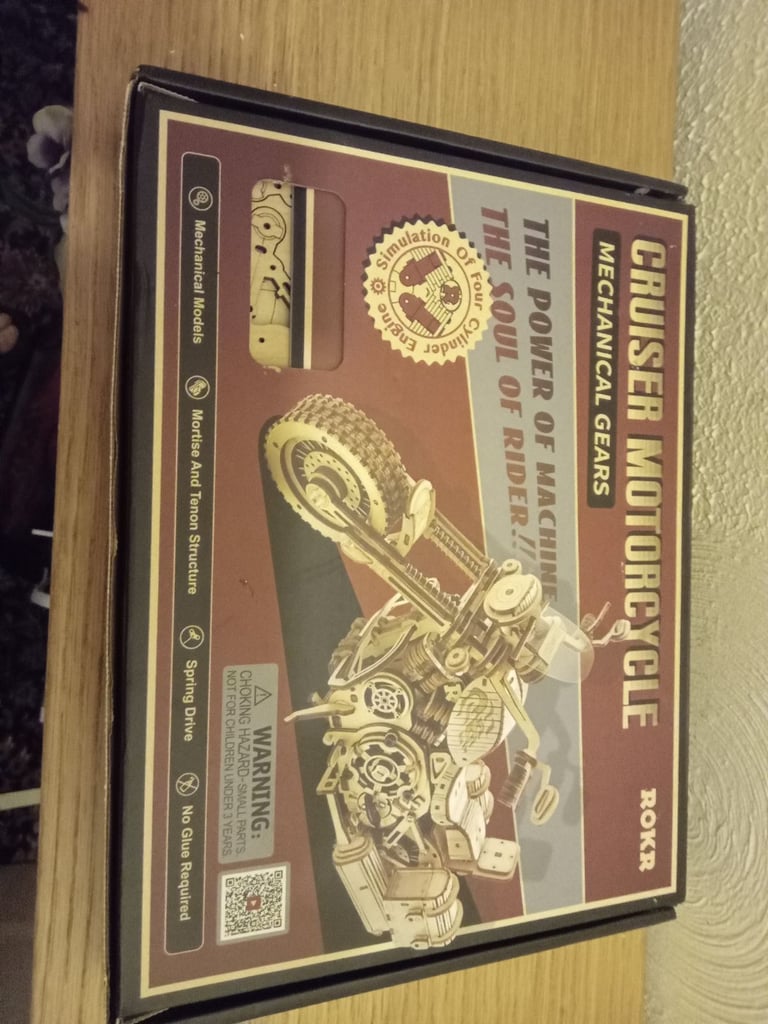 CRUISER MOTORCYCLE
ROKR
MECHANICAL GEARS
THE POWER OF MACHINE
THE SOUL OF RIDER!!
Simulation Of Four Cylinder Engine
WARNING:
CHOKING HAZARD-SMALL PARTS
NOT FOR CHILDREN UNDER 3 YEARS
Mechanical Models
Mortise And Tenon Structure
Spring Drive
No Glue Required